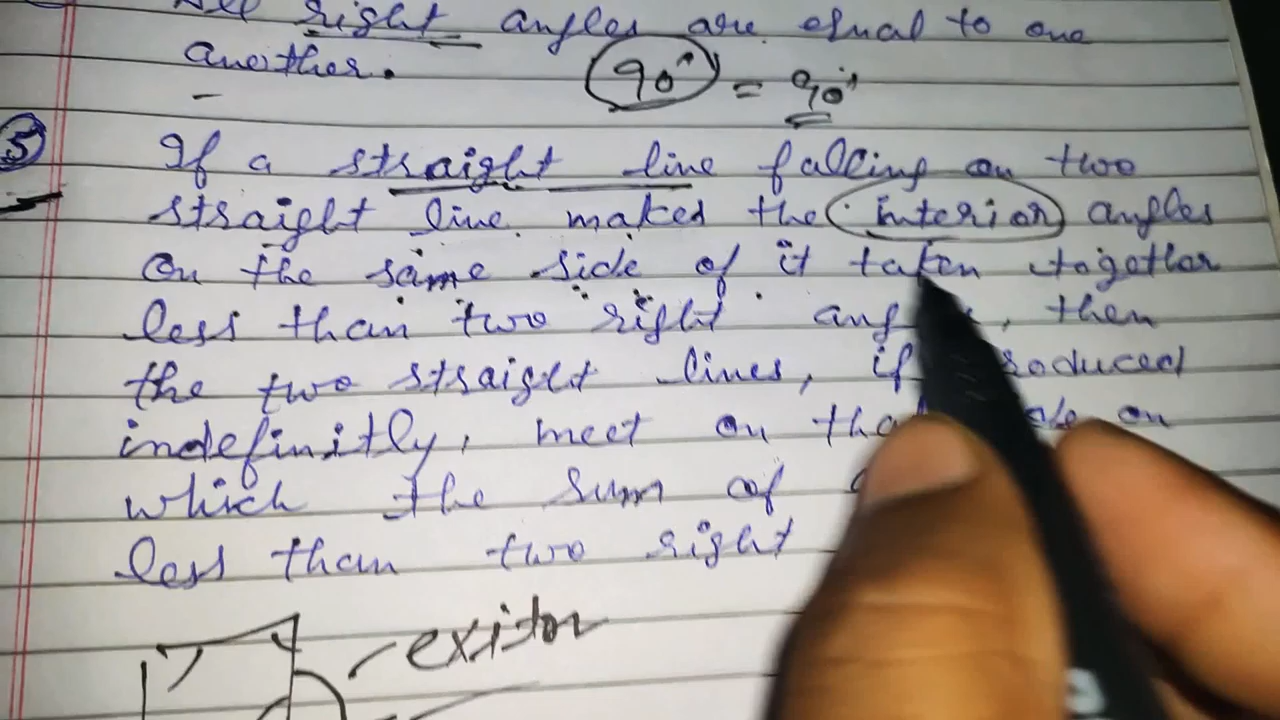 right angles are equal to one
another.
90° = 90°
5 If a straight line falling on two
straight line makes the interior angles
on the same side of it taken together
less than two right then
the two straight lines, if
indefinitly, meet on on
which the sum of
less than two right
exitor